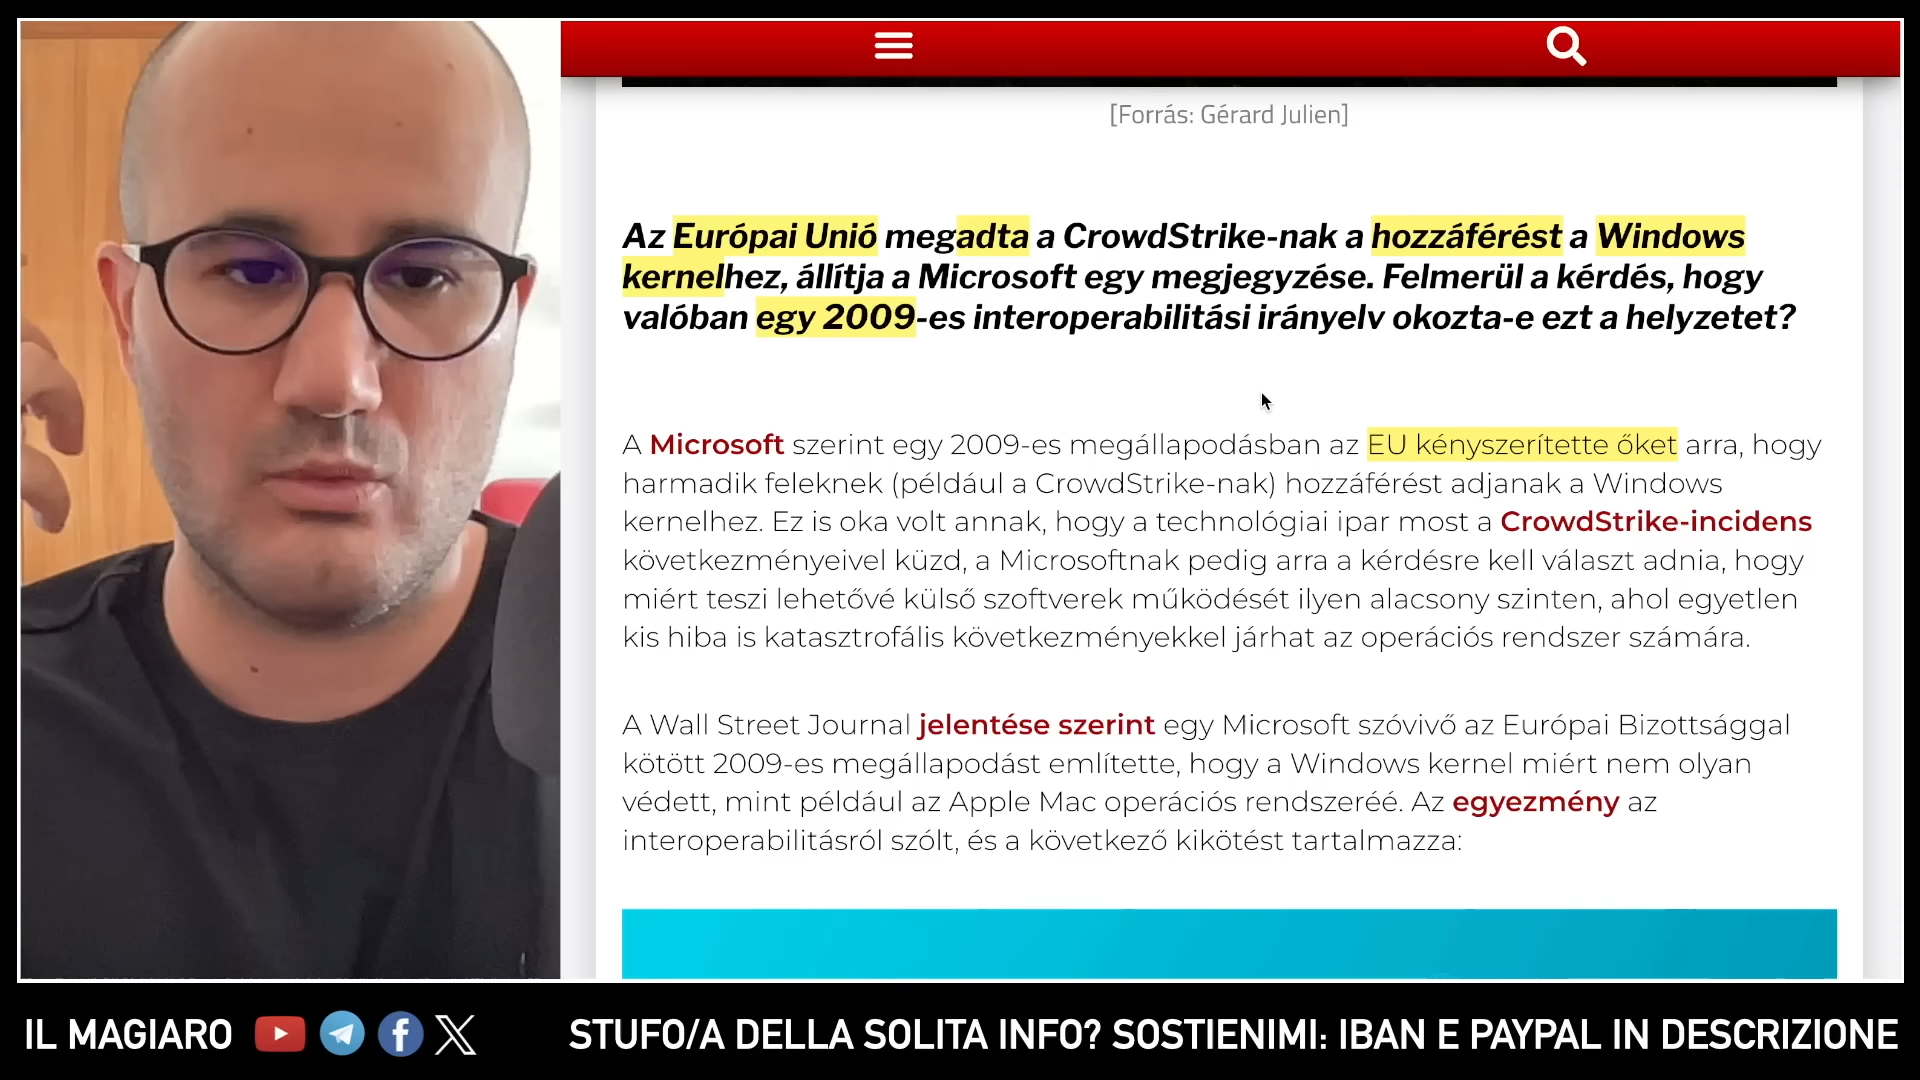 [Forrás: Gérard Julien]
Az Európai Unió megadta a CrowdStrike-nak a hozzáférést a Windows
kernelhez, állítja a Microsoft egy megjegyzése. Felmerül a kérdés, hogy
valóban egy 2009-es interoperabilitási irányelv okozta-e ezt a helyzetet?
A Microsoft szerint egy 2009-es megállapodásban az EU kényszerítette őket arra, hogy
harmadik feleknek (például a CrowdStrike-nak) hozzáférést adjanak a Windows
kernelhez. Ez is oka volt annak, hogy a technológiai ipar most a CrowdStrike-incidens
következményeivel küzd, a Microsoftnak pedig arra a kérdésre kell választ adnia, hogy
miért teszi lehetővé külső szoftverek működését ilyen alacsony szinten, ahol egyetlen
kis hiba is katasztrofális következményekkel járhat az operációs rendszer számára.
A Wall Street Journal jelentése szerint egy Microsoft szóvivő az Európai Bizottsággal
kötött 2009-es megállapodást említette, hogy a Windows kernel miért nem olyan
védett, mint például az Apple Mac operációs rendszeréé. Az egyezmény az
interoperabilitásról szólt, és a következő kikötést tartalmazza:
IL MAGIARO
STUFO/A DELLA SOLITA INFO? SOSTIENIMI: IBAN E PAYPAL IN DESCRIZIONE